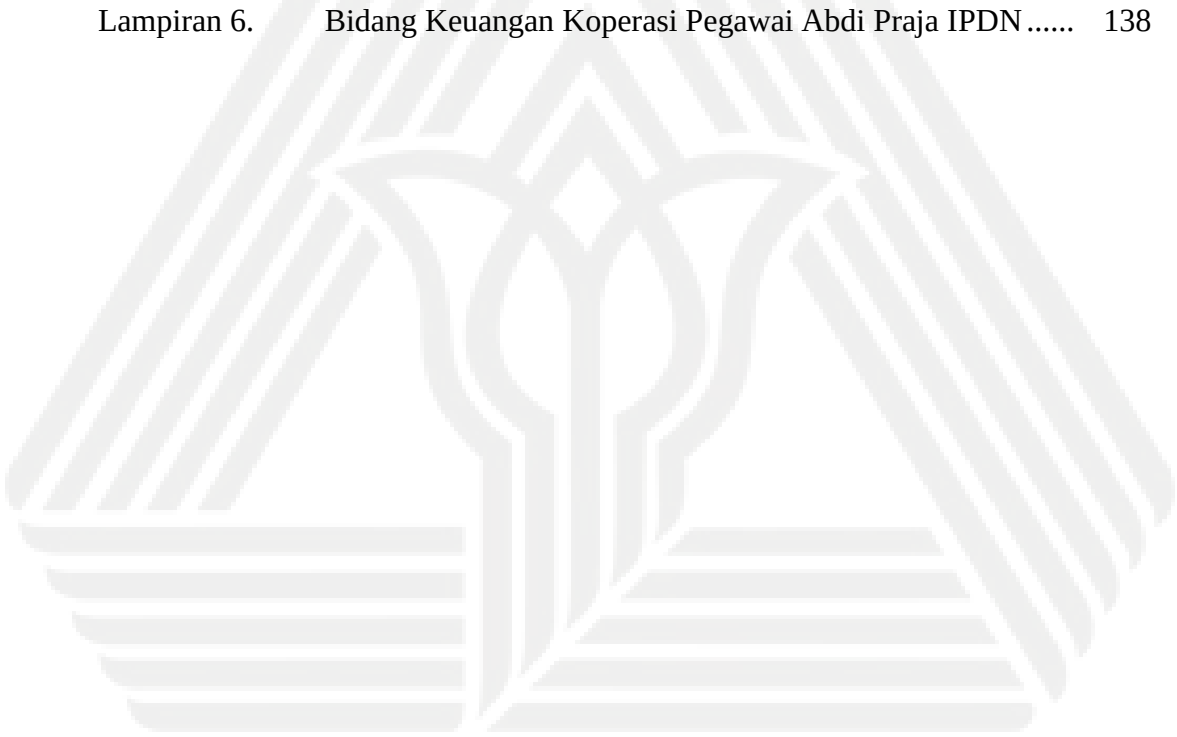 Lampiran 6. Bidang Keuangan Koperasi Pegawai Abdi Praja IPDN ...... 138